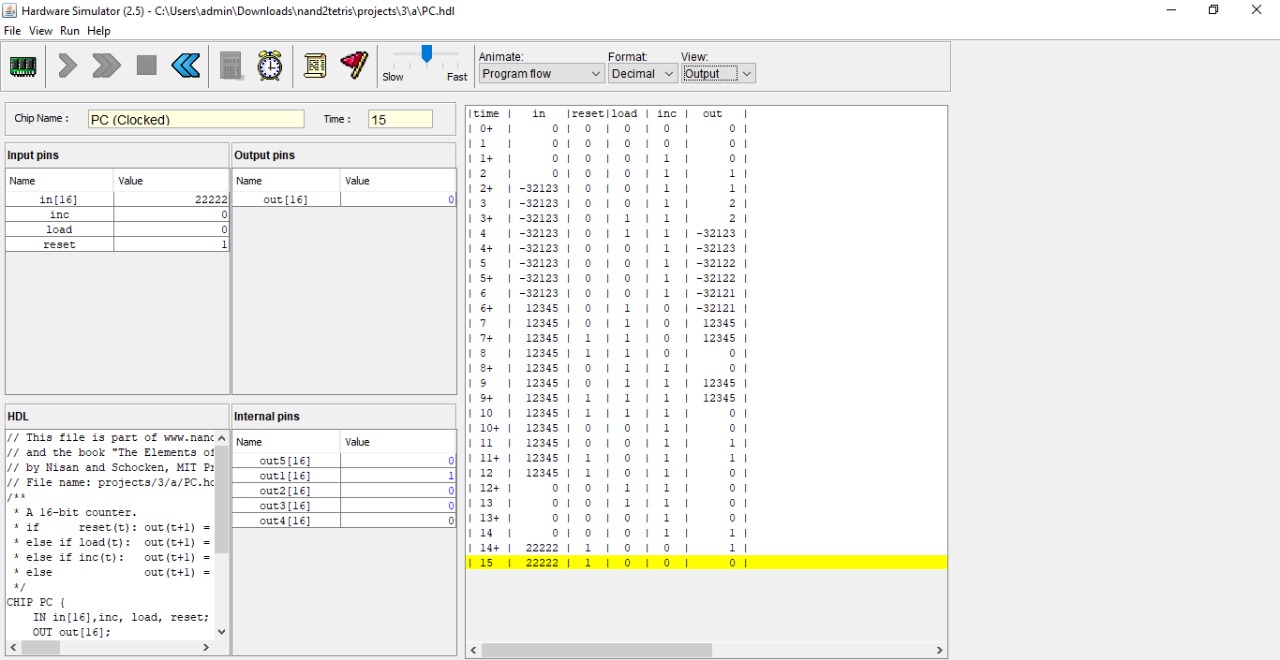 Hardware Simulator (2.5) - C:\Users\admin\Downloads\nand2tetris\projects\3\a\PC.hdl
File View Run Help
Slow Fast
Animate: Format: View:
Program flow Decimal Output
Chip Name : PC (Clocked) Time : 15
Input pins
Name Value
in[16] 22222
inc 0
load 0
reset 1
Output pins
Name Value
out[16] 0
HDL
// This file is part of www.nand
// and the book "The Elements of
// by Nisan and Schocken, MIT Pr
// File name: projects/3/a/PC.hd
/**
* A 16-bit counter.
* if reset(t): out(t+1) =
* else if load(t): out(t+1) =
* else if inc(t): out(t+1) =
* else out(t+1) =
*/
CHIP PC {
IN in[16],inc, load, reset;
OUT out[16];
Internal pins
Name Value
out5[16] 0
out1[16] 1
out2[16] 0
out3[16] 0
out4[16] 0
|time | in |reset|load | inc | out |
| 0+ | 0 | 0 | 0 | 0 | 0 |
| 1 | 0 | 0 | 0 | 0 | 0 |
| 1+ | 0 | 0 | 0 | 1 | 0 |
| 2 | 0 | 0 | 0 | 1 | 1 |
| 2+ | -32123 | 0 | 0 | 1 | 1 |
| 3 | -32123 | 0 | 0 | 1 | 2 |
| 3+ | -32123 | 0 | 1 | 1 | 2 |
| 4 | -32123 | 0 | 1 | 1 | -32123 |
| 4+ | -32123 | 0 | 0 | 1 | -32123 |
| 5 | -32123 | 0 | 0 | 1 | -32122 |
| 5+ | -32123 | 0 | 0 | 1 | -32122 |
| 6 | -32123 | 0 | 0 | 1 | -32121 |
| 6+ | 12345 | 0 | 1 | 0 | -32121 |
| 7 | 12345 | 0 | 1 | 0 | 12345 |
| 7+ | 12345 | 1 | 1 | 0 | 12345 |
| 8 | 12345 | 1 | 1 | 0 | 0 |
| 8+ | 12345 | 0 | 1 | 1 | 0 |
| 9 | 12345 | 0 | 1 | 1 | 12345 |
| 9+ | 12345 | 1 | 1 | 1 | 12345 |
| 10 | 12345 | 1 | 1 | 1 | 0 |
| 10+ | 12345 | 0 | 0 | 1 | 0 |
| 11 | 12345 | 0 | 0 | 1 | 1 |
| 11+ | 12345 | 1 | 0 | 1 | 1 |
| 12 | 12345 | 1 | 0 | 1 | 0 |
| 12+ | 0 | 0 | 1 | 1 | 0 |
| 13 | 0 | 0 | 1 | 1 | 0 |
| 13+ | 0 | 0 | 0 | 1 | 0 |
| 14 | 0 | 0 | 0 | 1 | 1 |
| 14+ | 22222 | 1 | 0 | 0 | 1 |
| 15 | 22222 | 1 | 0 | 0 | 0 |